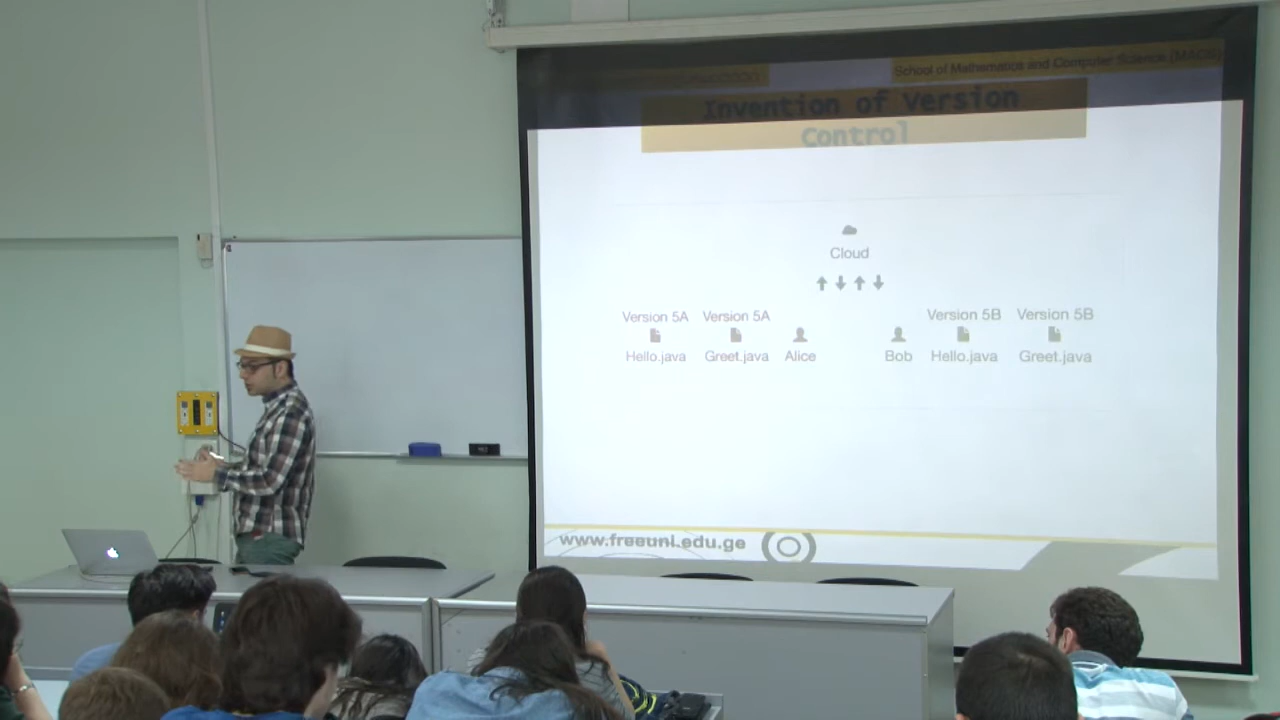 School of Mathematics and Computer Science (MACS)
Invention of Version
Control
Cloud
Version 5A Version 5A Version 5B Version 5B
Hello.java Greet.java Alice Bob Hello.java Greet.java
www.freeuni.edu.ge